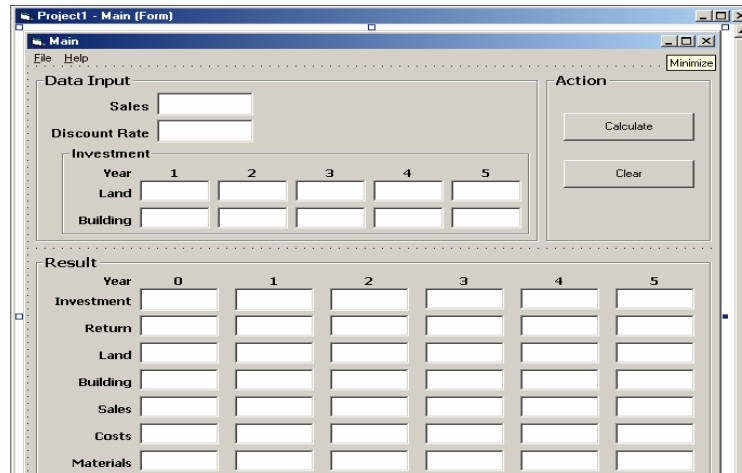 Project1 - Main (Form)
Main
File Help
Minimize
Data Input
Action
Sales
Discount Rate
Calculate
Investment
Year 1 2 3 4 5
Clear
Land
Building
Result
Year 0 1 2 3 4 5
Investment
Return
Land
Building
Sales
Costs
Materials